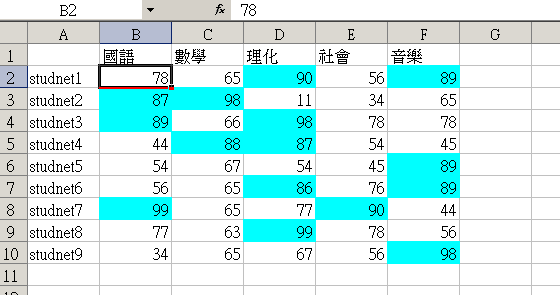 B2 fx 78
A B C D E F G
1 國語 數學 理化 社會 音樂
2 studnet1 78 65 90 56 89
3 studnet2 87 98 11 34 65
4 studnet3 89 66 98 78 78
5 studnet4 44 88 87 54 45
6 studnet5 54 67 54 45 89
7 studnet6 56 65 86 76 89
8 studnet7 99 65 77 90 44
9 studnet8 77 63 99 78 56
10 studnet9 34 65 67 56 98
11